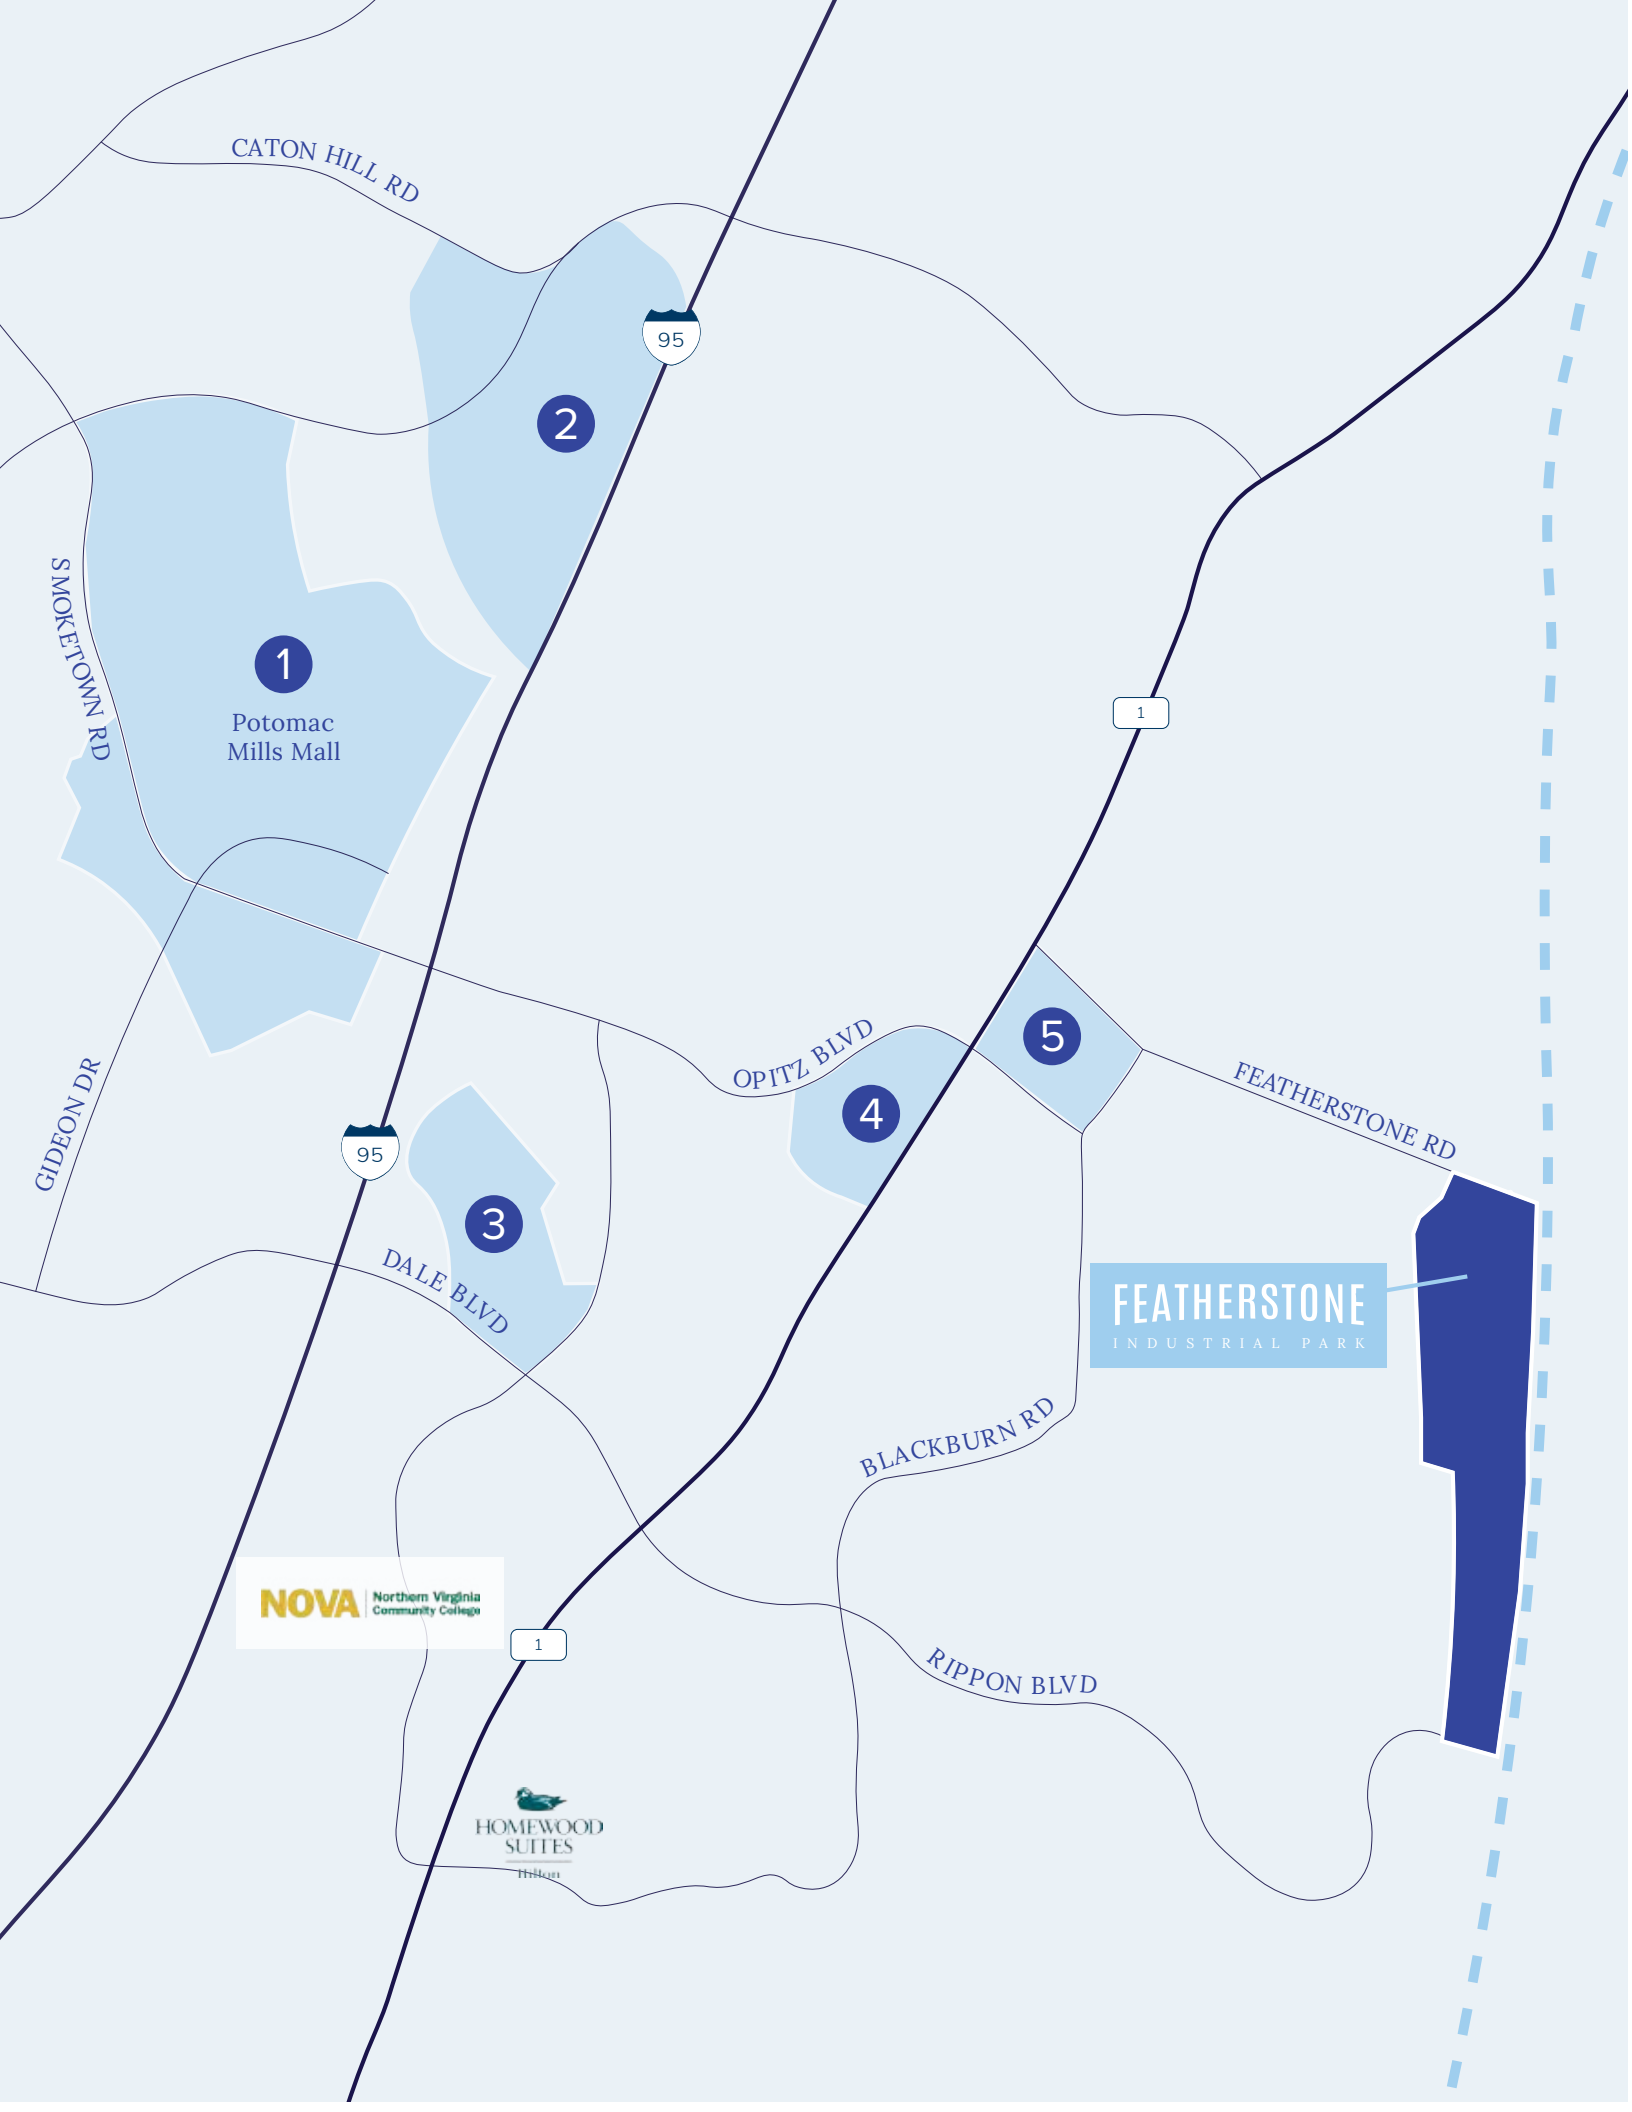 CATON HILL RD
95
2
SMOKETOWN RD
1
Potomac
Mills Mall
1
5
OPITZ BLVD
4
FEATHERSTONE RD
GIDEON DR
95
3
DALE BLVD
FEATHERSTONE
INDUSTRIAL PARK
BLACKBURN RD
NOVA
Northern Virginia
Community College
1
RIPPON BLVD
HOMEWOOD
SUITES
Hilton